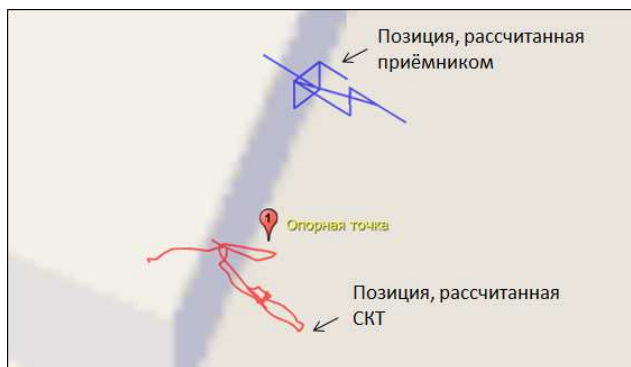 Позиция, рассчитанная
приёмником
1
Опорная точка
Позиция, рассчитанная
СКТ